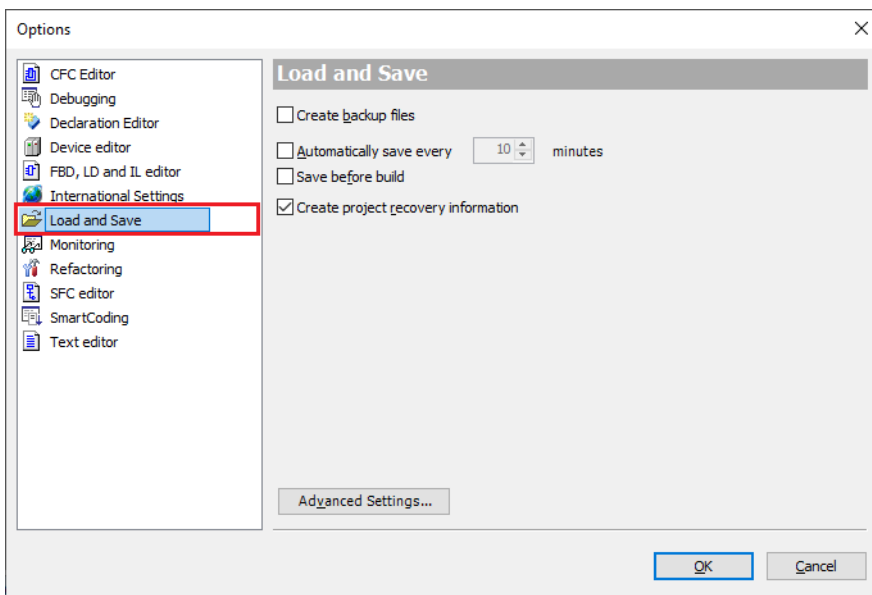 Options
CFC Editor
Debugging
Declaration Editor
Device editor
FBD, LD and IL editor
International Settings
Load and Save
Monitoring
Refactoring
SFC editor
SmartCoding
Text editor
Load and Save
Create backup files
Automatically save every 10 minutes
Save before build
Create project recovery information
Advanced Settings...
OK
Cancel